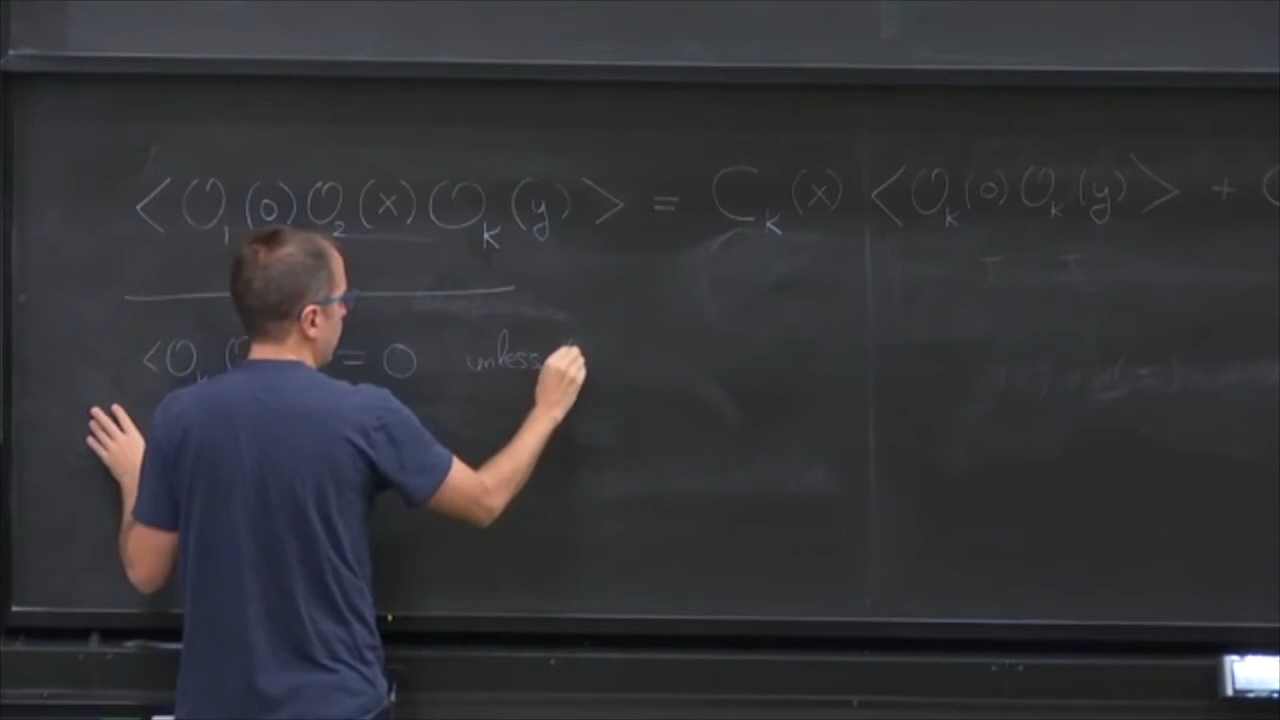 <O₁(0)O₂(x)O_K(y)> = C_K(x) <O_K(0)O_K(y)> + C
<O_K O = 0 unless